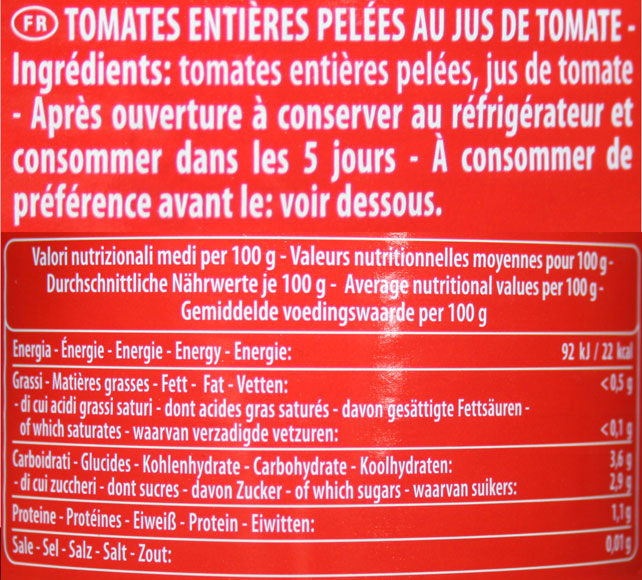 FR TOMATES ENTIÈRES PELÉES AU JUS DE TOMATE -
Ingrédients: tomates entières pelées, jus de tomate
- Après ouverture à conserver au réfrigérateur et
consommer dans les 5 jours - À consommer de
préférence avant le: voir dessous.
Valori nutrizionali medi per 100 g - Valeurs nutritionnelles moyennes pour 100 g -
Durchschnittliche Nährwerte je 100 g - Average nutritional values per 100 g -
Gemiddelde voedingswaarde per 100 g
Energia - Énergie - Energie - Energy - Energie: 92 kJ / 22 kcal
Grassi - Matières grasses - Fett - Fat - Vetten: <0,5 g
- di cui acidi grassi saturi - dont acides gras saturés - davon gesättigte Fettsäuren -
of which saturates - waarvan verzadigde vetzuren: <0,1 g
Carboidrati - Glucides - Kohlenhydrate - Carbohydrate - Koolhydraten: 3,6 g
- di cui zuccheri - dont sucres - davon Zucker - of which sugars - waarvan suikers: 2,9 g
Proteine - Protéines - Eiweiß - Protein - Eiwitten: 1,1 g
Sale - Sel - Salz - Salt - Zout: 0,01 g